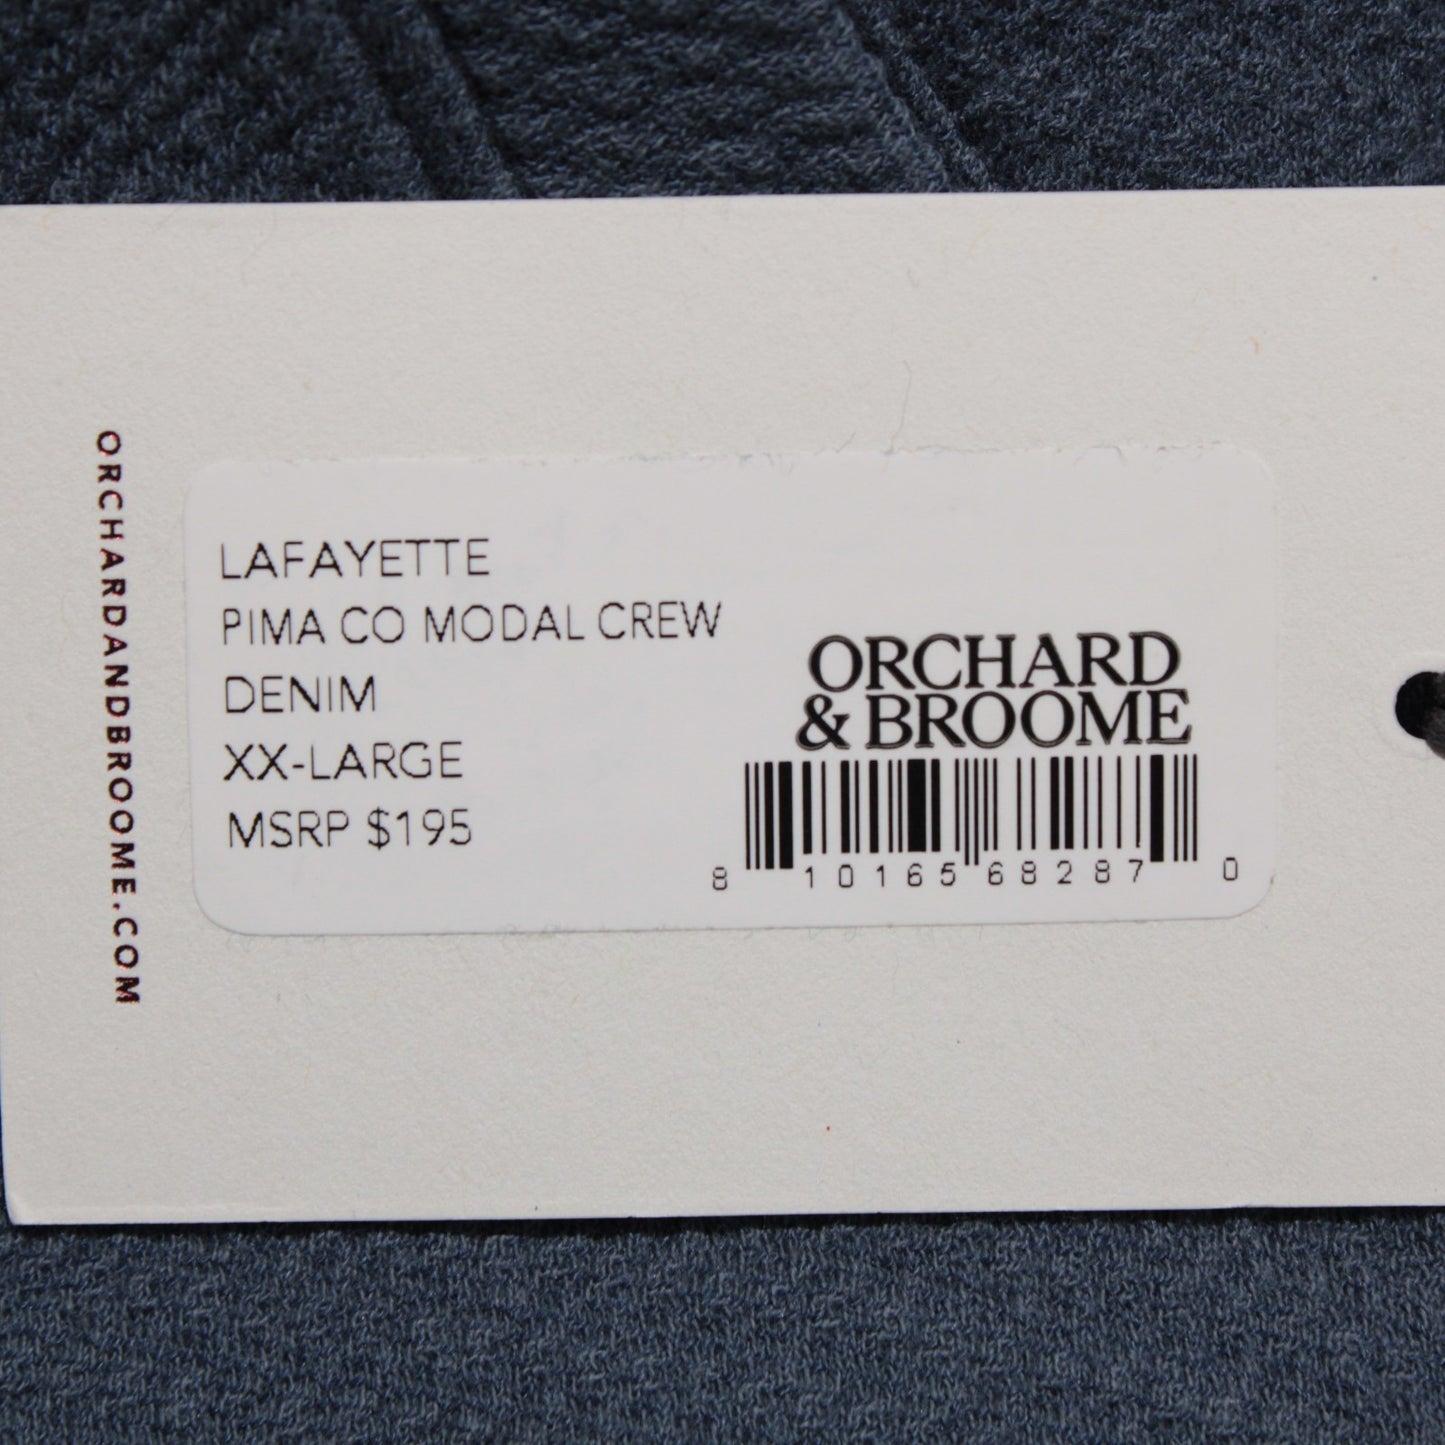 ORCHARDANDBROOME.COM
LAFAYETTE
PIMA CO MODAL CREW
DENIM
XX-LARGE
MSRP $195
ORCHARD
& BROOME
8 10165 68287 0